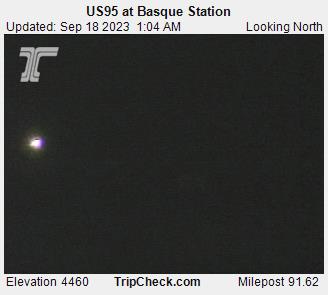 US95 at Basque Station
Updated: Sep 18 2023 1:04 AM Looking North
Elevation 4460 TripCheck.com Milepost 91.62